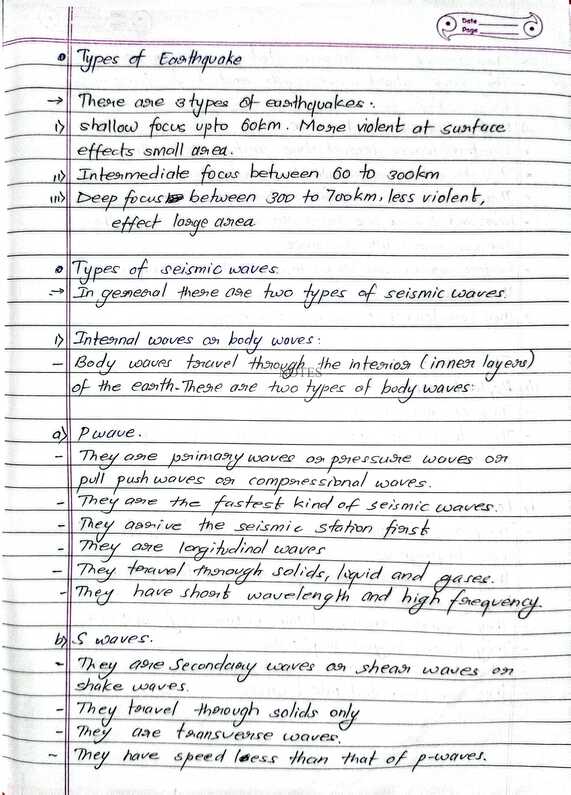 Date
Page
Types of Earthquake
→ There are 3 types of earthquakes.
i) shallow focus upto 60km. More violent at surface
effects small area.
ii) Intermediate focus between 60 to 300km
iii) Deep focus between 300 to 700km, less violent,
effect large area
Types of seismic waves.
→ In general there are two types of seismic waves.
i) Internal waves or body waves:
- Body waves travel through the interior (inner layers)
NOTES
of the earth. There are two types of body waves:
a) P wave.
- They are primary waves or pressure waves or
pull push waves or compressional waves.
- They are the fastest kind of seismic waves.
- They arrive the seismic station first
- They are longitudinal waves
- They travel through solids, liquid and gases.
- They have short wavelength and high frequency.
b) S waves.
- They are Secondary waves or shear waves or
shake waves.
- They travel through solids only
- They are transverse waves.
- They have speed less than that of p-waves.